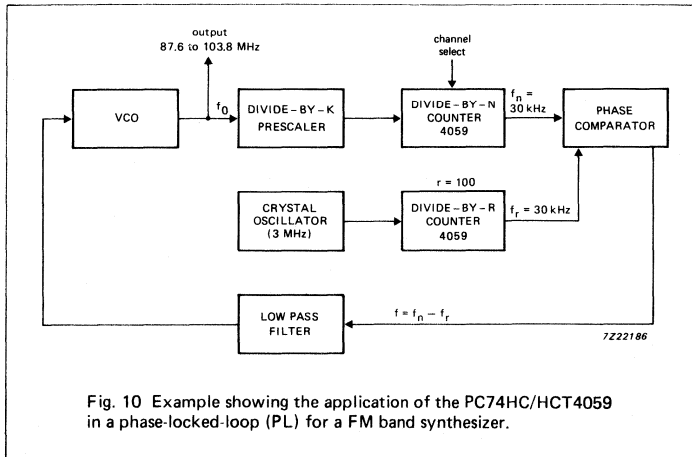 output
87.6 to 103.8 MHz
channel
select
VCO
f0
DIVIDE–BY–K
PRESCALER
DIVIDE–BY–N
COUNTER
4059
fn =
30 kHz
PHASE
COMPARATOR
r = 100
CRYSTAL
OSCILLATOR
(3 MHz)
DIVIDE–BY–R
COUNTER
4059
fr = 30 kHz
LOW PASS
FILTER
f = fn – fr
7Z22186
Fig. 10 Example showing the application of the PC74HC/HCT4059
in a phase-locked-loop (PL) for a FM band synthesizer.